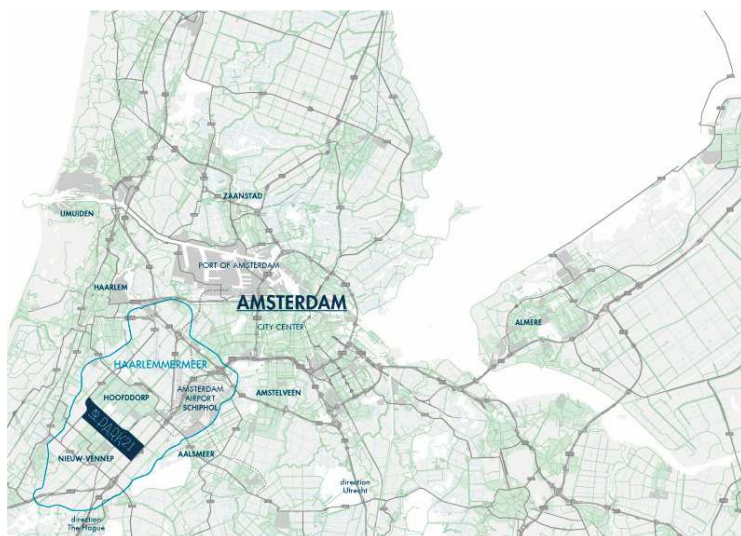 ZAANSTAD
IJMUIDEN
PORT OF AMSTERDAM
HAARLEM
AMSTERDAM
CITY CENTER
ALMERE
HAARLEMMERMEER
AMSTERDAM
AIRPORT
SCHIPHOL
HOOFDDORP
AMSTELVEEN
@PARK21
NIEUW-VENNEP
AALSMEER
direction
Utrecht
direction
The Hague